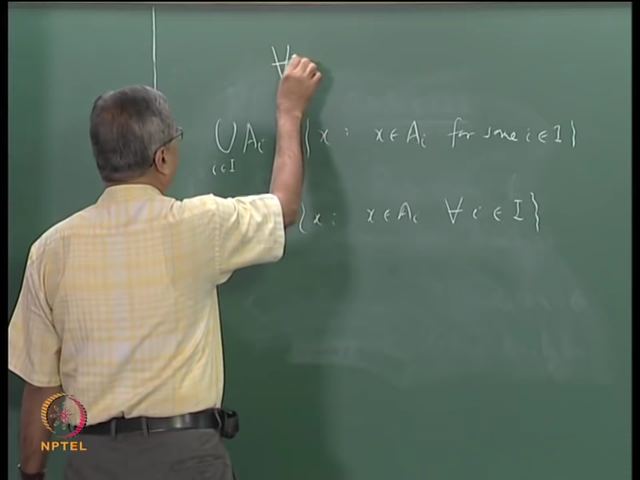 ∀
∪ A_i {x : x ∈ A_i for some i ∈ I}
i∈I
{x : x ∈ A_i ∀ i ∈ I}
NPTEL